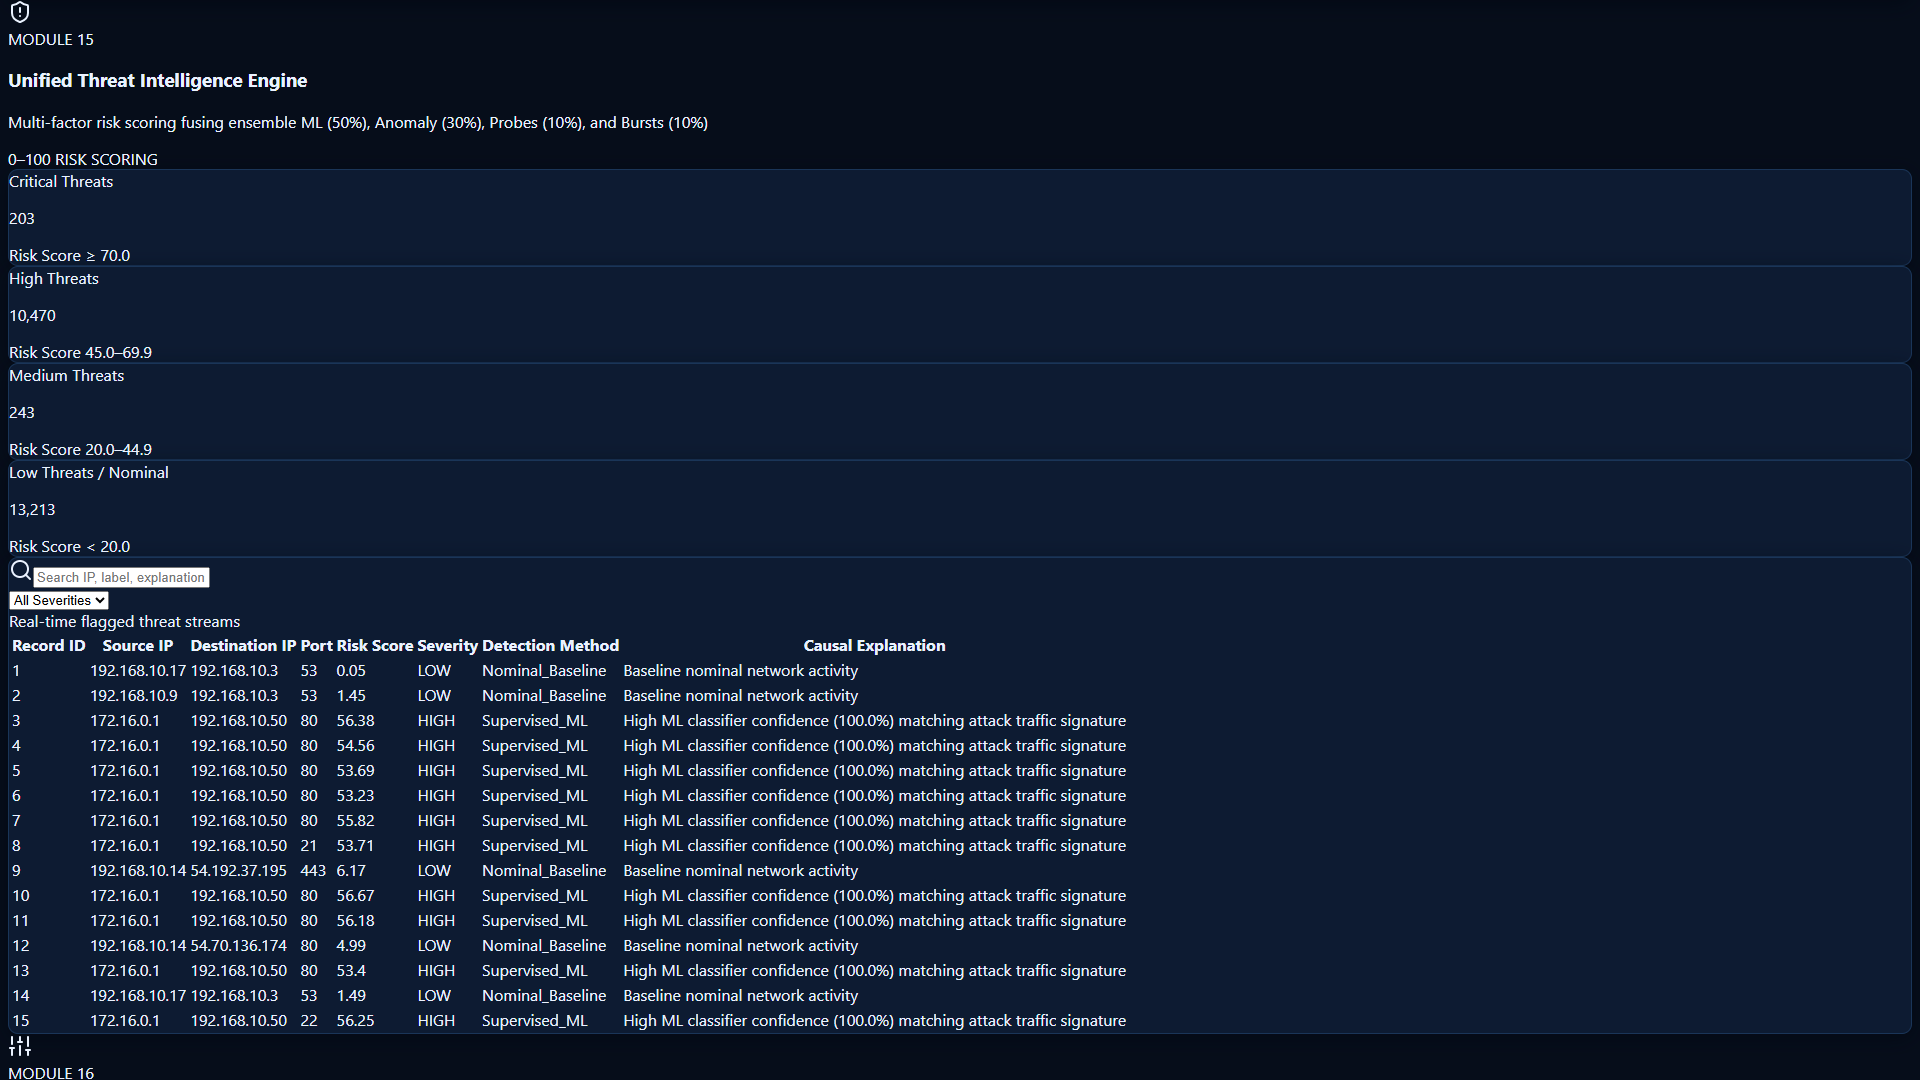 MODULE 15
Unified Threat Intelligence Engine
Multi-factor risk scoring fusing ensemble ML (50%), Anomaly (30%), Probes (10%), and Bursts (10%)
0–100 RISK SCORING
Critical Threats
203
Risk Score ≥ 70.0
High Threats
10,470
Risk Score 45.0–69.9
Medium Threats
243
Risk Score 20.0–44.9
Low Threats / Nominal
13,213
Risk Score < 20.0
Search IP, label, explanation
All Severities
Real-time flagged threat streams
Record ID Source IP Destination IP Port Risk Score Severity Detection Method Causal Explanation
1 192.168.10.17 192.168.10.3 53 0.05 LOW Nominal_Baseline Baseline nominal network activity
2 192.168.10.9 192.168.10.3 53 1.45 LOW Nominal_Baseline Baseline nominal network activity
3 172.16.0.1 192.168.10.50 80 56.38 HIGH Supervised_ML High ML classifier confidence (100.0%) matching attack traffic signature
4 172.16.0.1 192.168.10.50 80 54.56 HIGH Supervised_ML High ML classifier confidence (100.0%) matching attack traffic signature
5 172.16.0.1 192.168.10.50 80 53.69 HIGH Supervised_ML High ML classifier confidence (100.0%) matching attack traffic signature
6 172.16.0.1 192.168.10.50 80 53.23 HIGH Supervised_ML High ML classifier confidence (100.0%) matching attack traffic signature
7 172.16.0.1 192.168.10.50 80 55.82 HIGH Supervised_ML High ML classifier confidence (100.0%) matching attack traffic signature
8 172.16.0.1 192.168.10.50 21 53.71 HIGH Supervised_ML High ML classifier confidence (100.0%) matching attack traffic signature
9 192.168.10.14 54.192.37.195 443 6.17 LOW Nominal_Baseline Baseline nominal network activity
10 172.16.0.1 192.168.10.50 80 56.67 HIGH Supervised_ML High ML classifier confidence (100.0%) matching attack traffic signature
11 172.16.0.1 192.168.10.50 80 56.18 HIGH Supervised_ML High ML classifier confidence (100.0%) matching attack traffic signature
12 192.168.10.14 54.70.136.174 80 4.99 LOW Nominal_Baseline Baseline nominal network activity
13 172.16.0.1 192.168.10.50 80 53.4 HIGH Supervised_ML High ML classifier confidence (100.0%) matching attack traffic signature
14 192.168.10.17 192.168.10.3 53 1.49 LOW Nominal_Baseline Baseline nominal network activity
15 172.16.0.1 192.168.10.50 22 56.25 HIGH Supervised_ML High ML classifier confidence (100.0%) matching attack traffic signature
MODULE 16